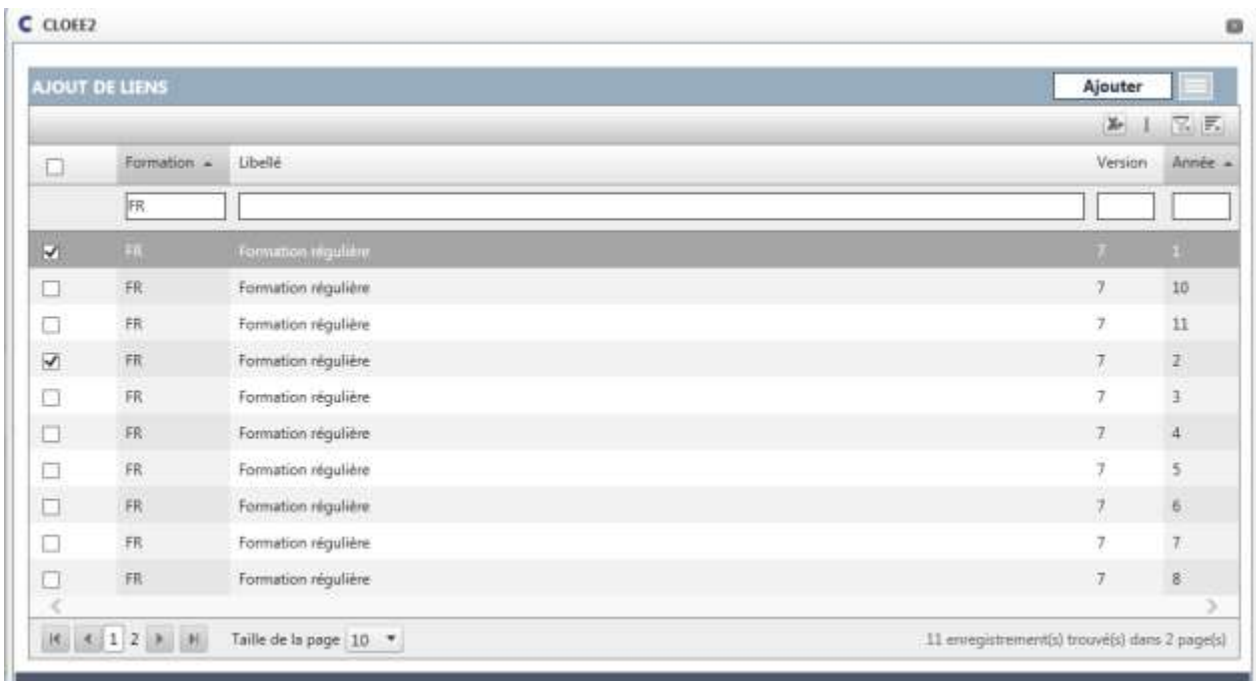 C CLOEE2
AJOUT DE LIENS Ajouter
Formation Libellé Version Année
FR
FR Formation régulière 7 1
FR Formation régulière 7 10
FR Formation régulière 7 11
FR Formation régulière 7 2
FR Formation régulière 7 3
FR Formation régulière 7 4
FR Formation régulière 7 5
FR Formation régulière 7 6
FR Formation régulière 7 7
FR Formation régulière 7 8
1 2 Taille de la page 10 11 enregistrement(s) trouvé(s) dans 2 page(s)